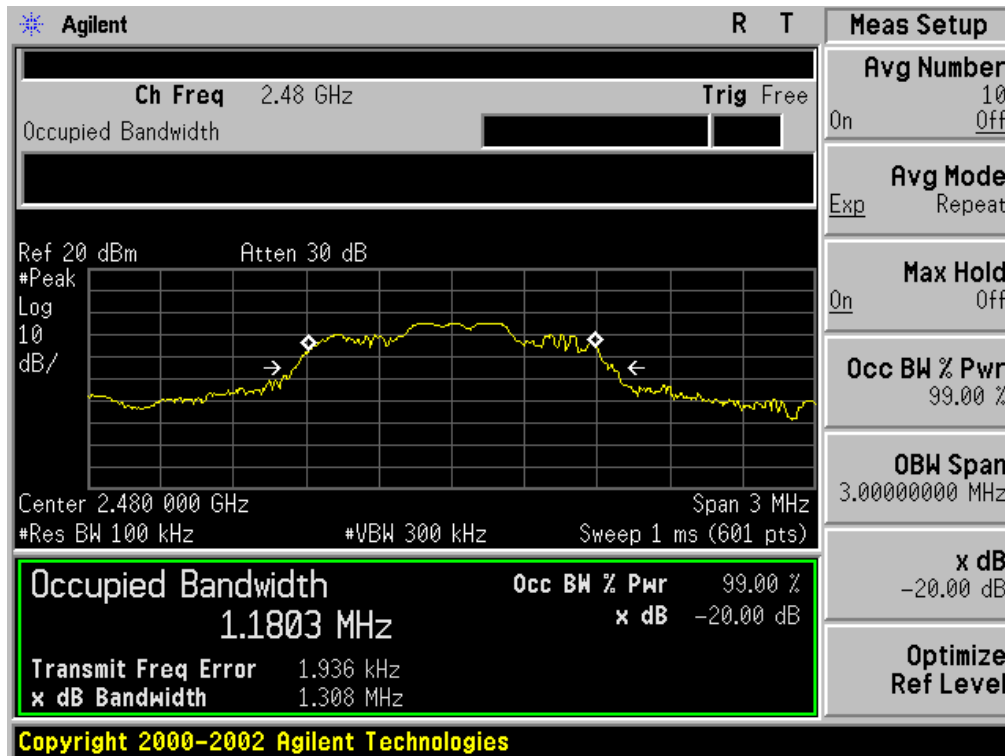 Agilent R T
Ch Freq 2.48 GHz Trig Free
Occupied Bandwidth
Ref 20 dBm Atten 30 dB
#Peak
Log
10
dB/
Center 2.480 000 GHz Span 3 MHz
#Res BW 100 kHz #VBW 300 kHz Sweep 1 ms (601 pts)
Occupied Bandwidth
1.1803 MHz
Occ BW % Pwr 99.00 %
x dB -20.00 dB
Transmit Freq Error 1.936 kHz
x dB Bandwidth 1.308 MHz
Meas Setup
Avg Number
10
On Off
Avg Mode
Exp Repeat
Max Hold
On Off
Occ BW % Pwr
99.00 %
OBW Span
3.00000000 MHz
x dB
-20.00 dB
Optimize
Ref Level
Copyright 2000-2002 Agilent Technologies